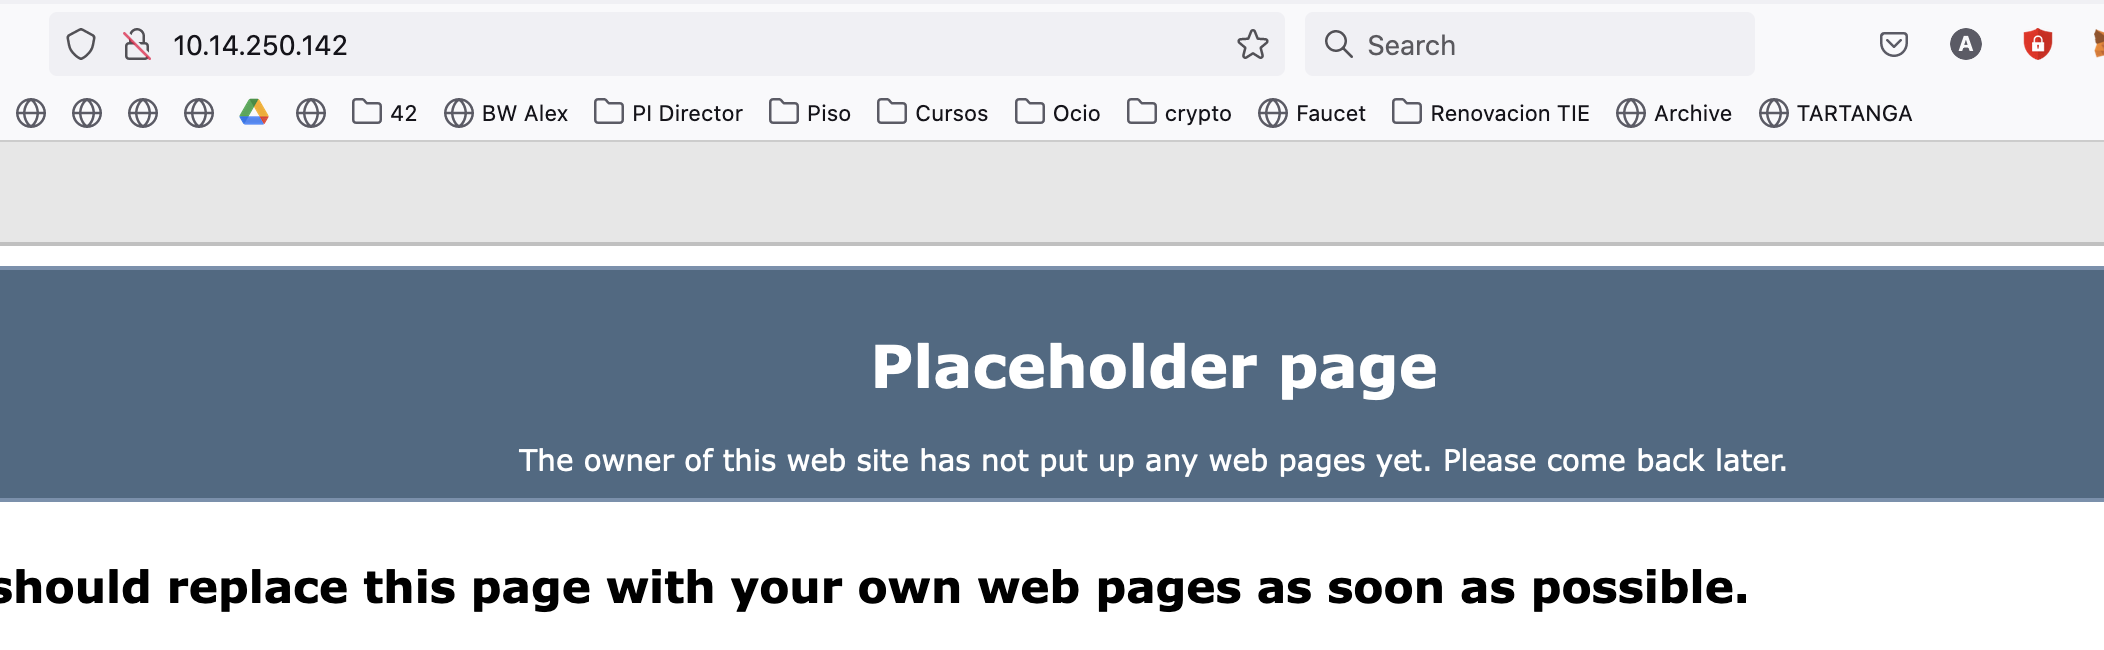 10.14.250.142 Search A
42 BW Alex PI Director Piso Cursos Ocio crypto Faucet Renovacion TIE Archive TARTANGA
Placeholder page
The owner of this web site has not put up any web pages yet. Please come back later.
should replace this page with your own web pages as soon as possible.